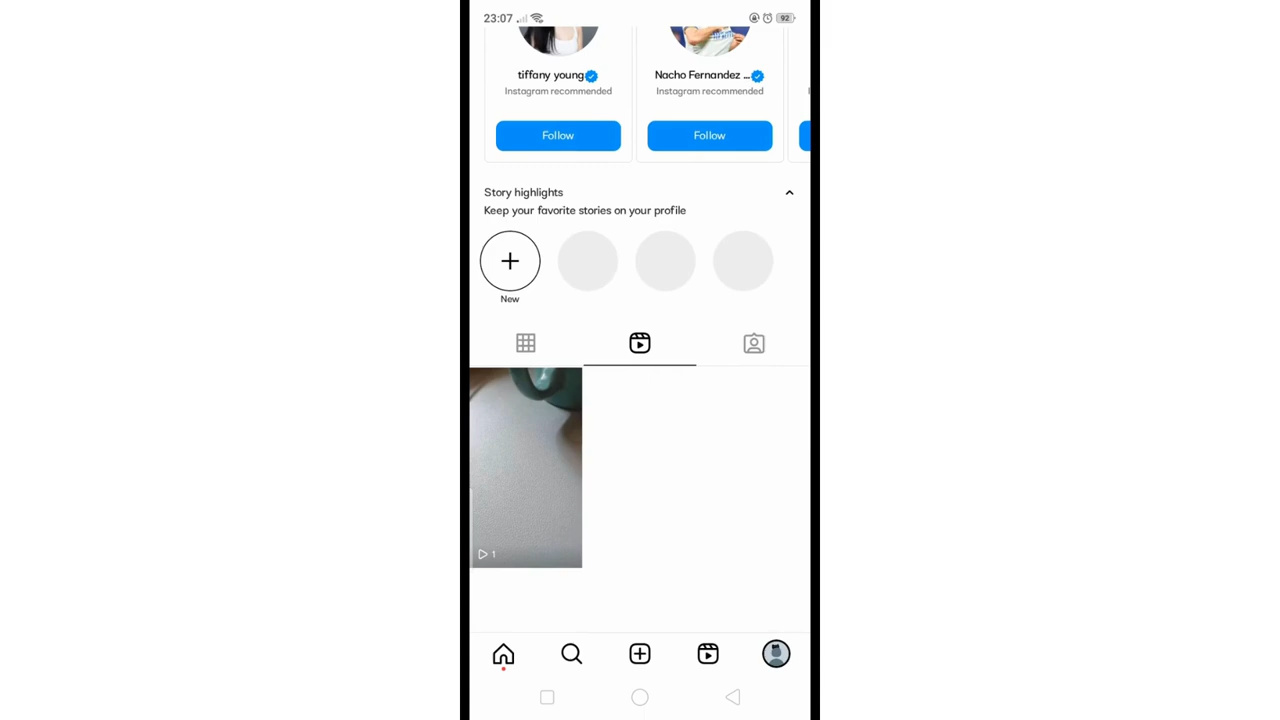 23:07
92
tiffany young
Nacho Fernandez ...
Instagram recommended
Instagram recommended
Follow
Follow
Story highlights
Keep your favorite stories on your profile
New
1